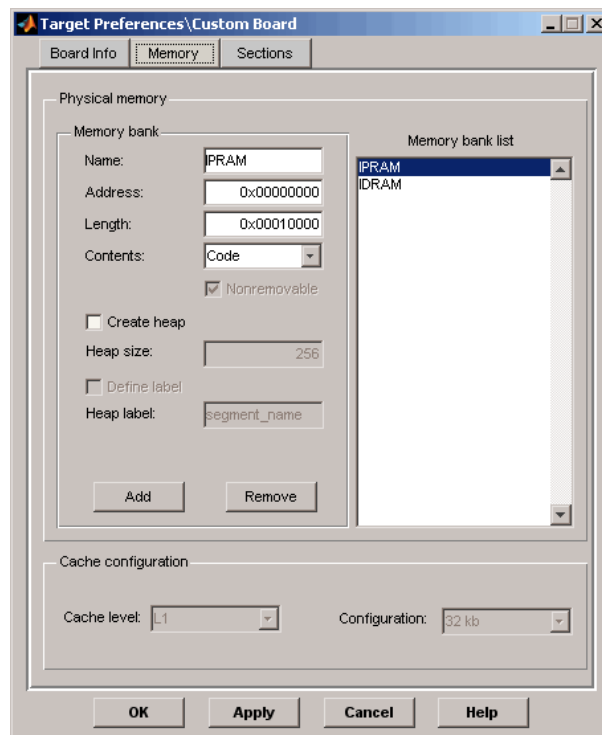 Target Preferences\Custom Board
Board Info Memory Sections
Physical memory
Memory bank
Memory bank list
Name: IPRAM
IPRAM
IDRAM
Address: 0x00000000
Length: 0x00010000
Contents: Code
Nonremovable
Create heap
Heap size: 256
Define label
Heap label: segment_name
Add Remove
Cache configuration
Cache level: L1 Configuration: 32 kb
OK Apply Cancel Help